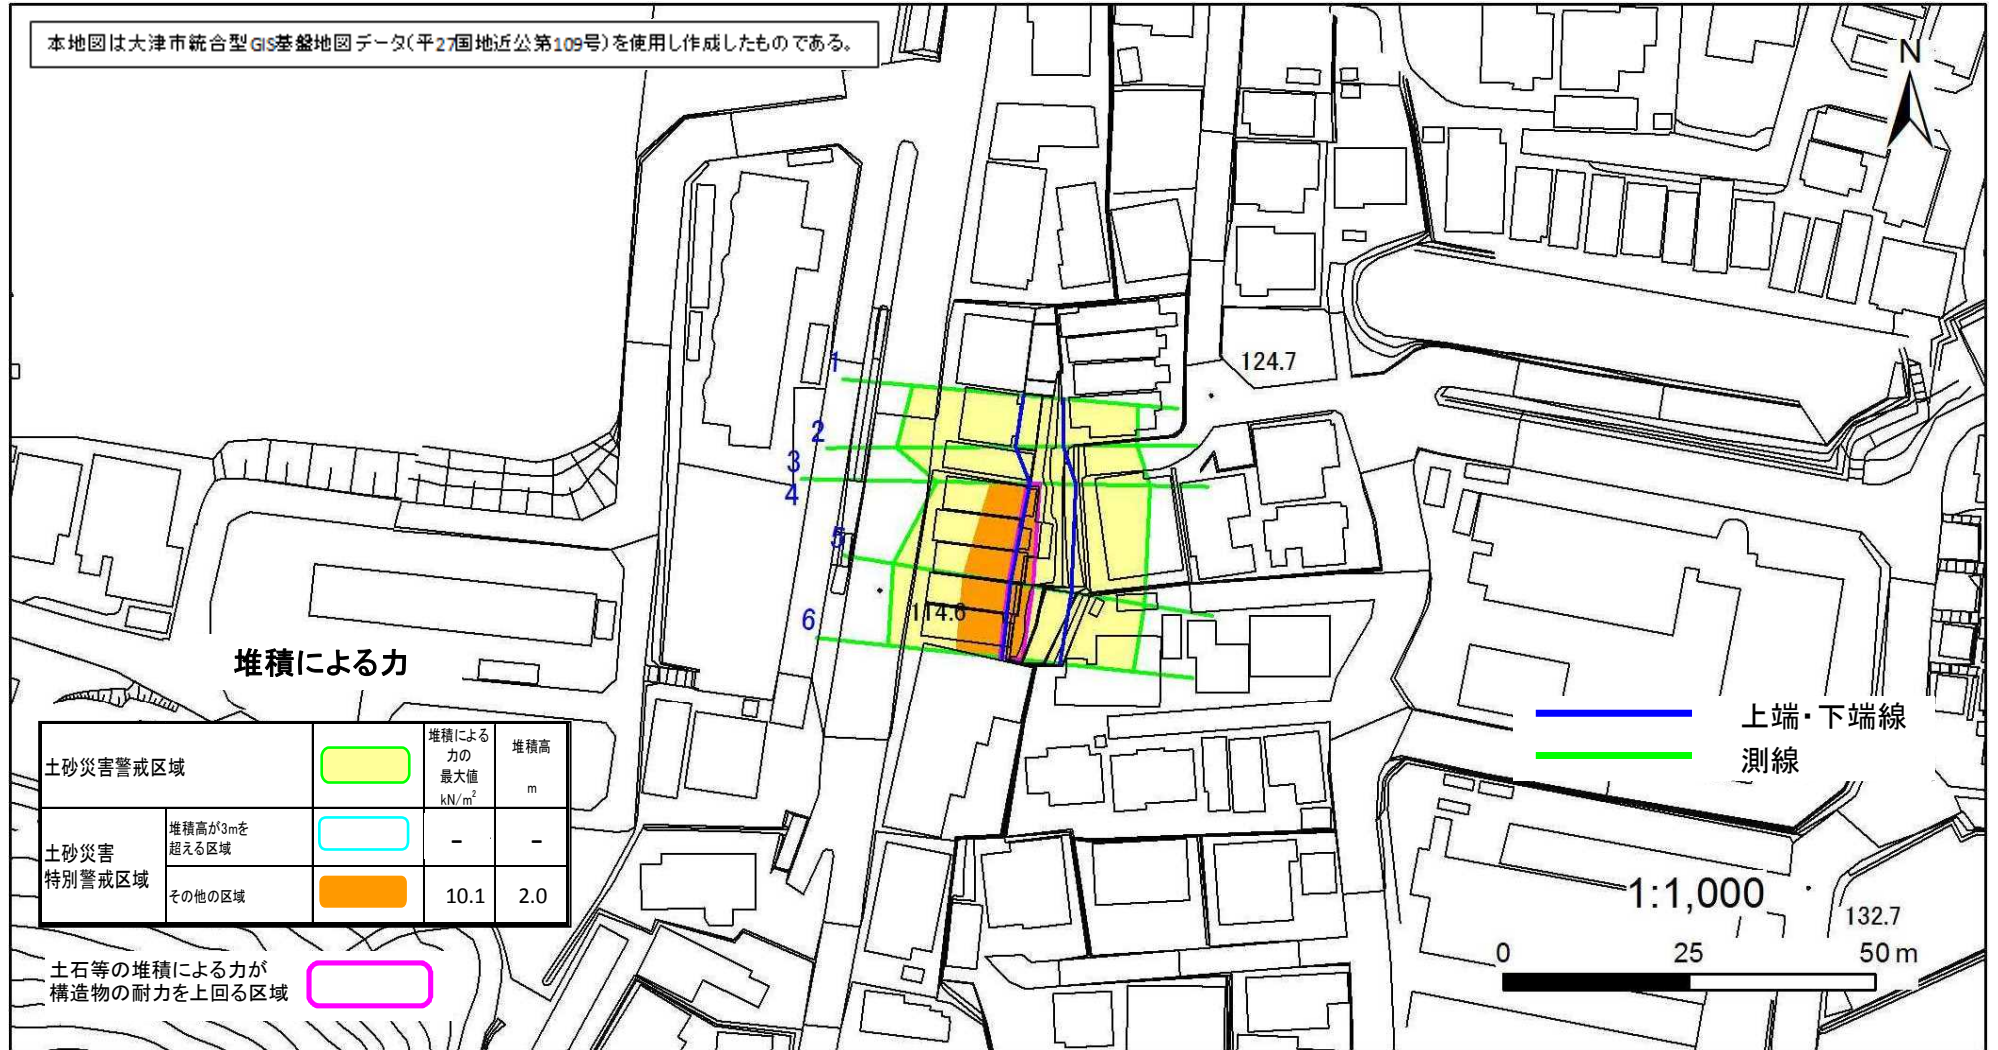 本地図は大津市統合型GIS基盤地図データ(平27国地近公第109号)を使用し作成したものである。
N
1
124.7
2
3
4
5
114.6
6
堆積による力
上端・下端線
測線
土砂災害警戒区域
堆積による
力の
最大値
kN/m²
堆積高
m
土砂災害
特別警戒区域
堆積高が3mを
超える区域
-
-
その他の区域
10.1
2.0
1:1,000
132.7
0 25 50 m
土石等の堆積による力が
構造物の耐力を上回る区域